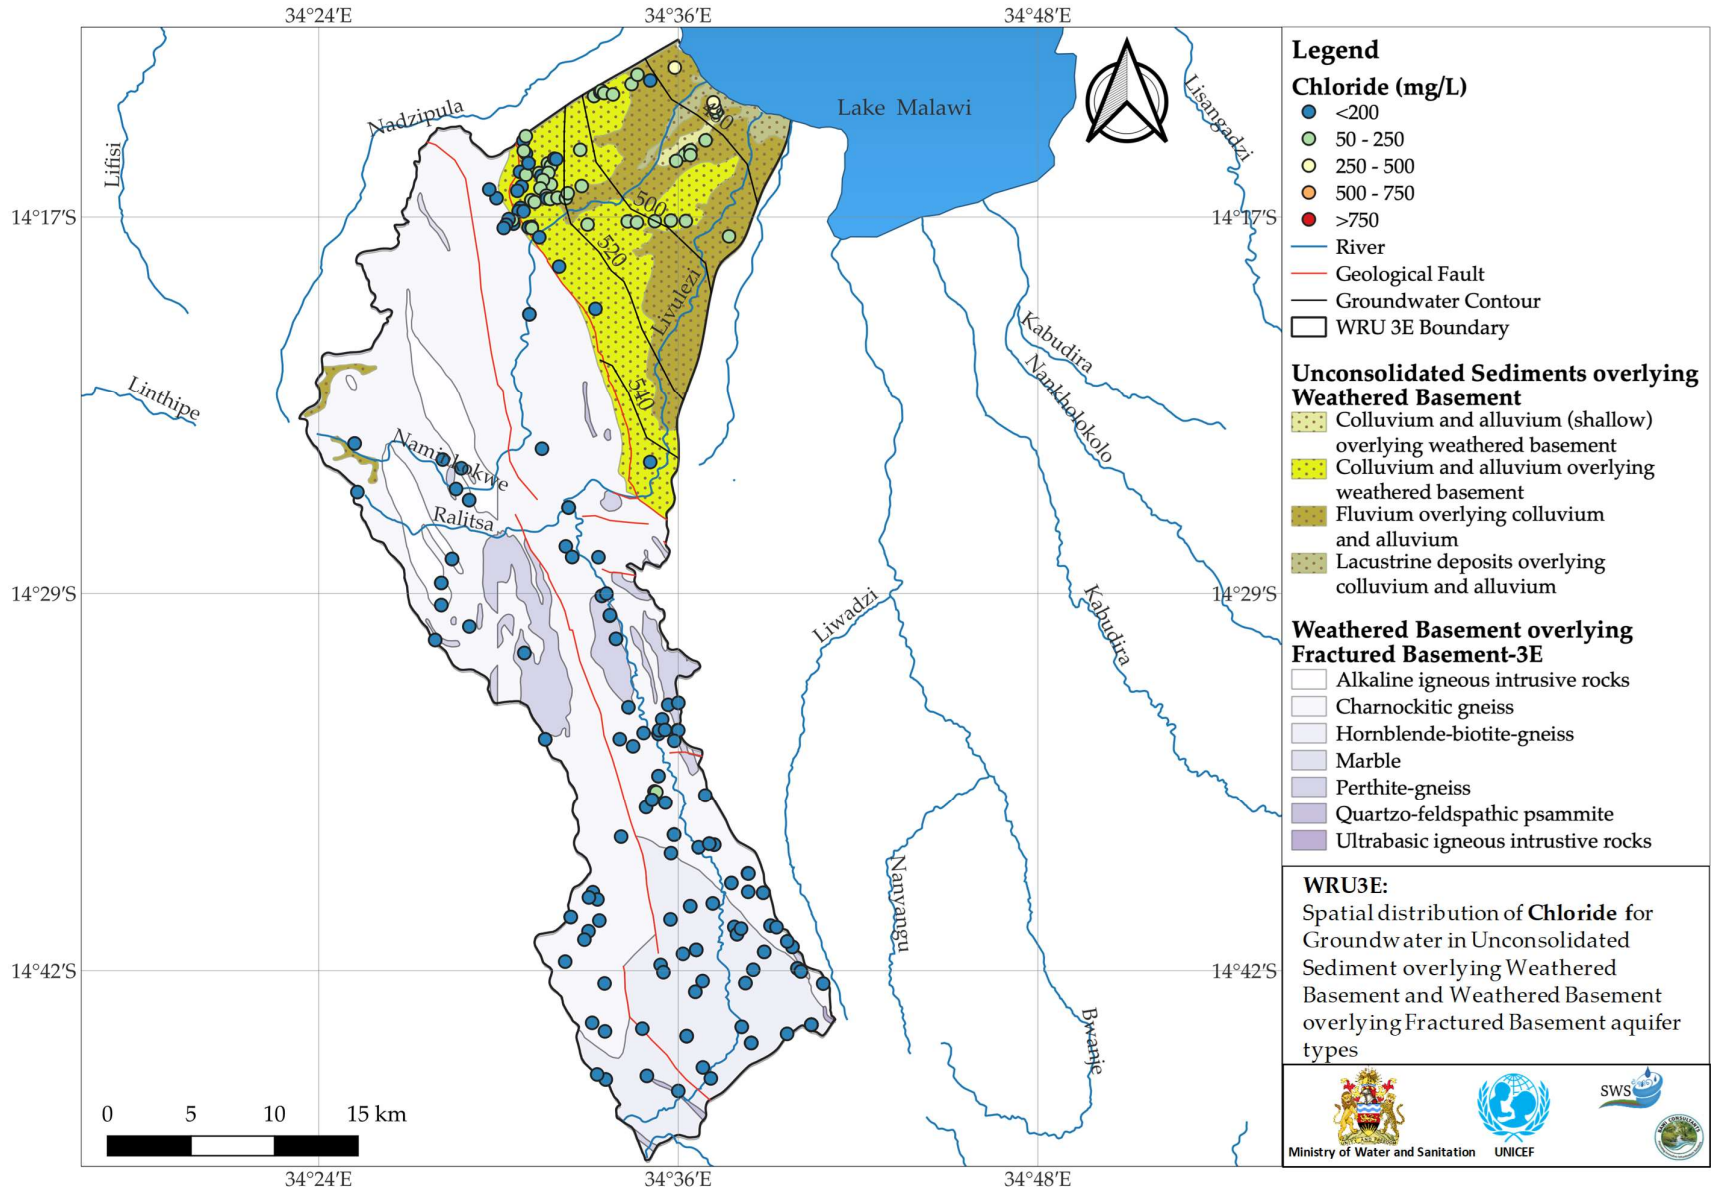 34°24′E
34°36′E
34°48′E
Nadzipula
Lifisi
Lake Malawi
Lisangadzi
480
14°17′S
14°17′S
500
520
Livulezi
540
Linthipe
Kabudira
Nankholokolo
Ralitsa
14°29′S
14°29′S
Liwadzi
Kabudira
Nanyangu
14°42′S
14°42′S
Bwanje
0 5 10 15 km
34°24′E
34°36′E
34°48′E
Legend
Chloride (mg/L)
<200
50 - 250
250 - 500
500 - 750
>750
River
Geological Fault
Groundwater Contour
WRU 3E Boundary
Unconsolidated Sediments overlying
Weathered Basement
Colluvium and alluvium (shallow)
overlying weathered basement
Colluvium and alluvium overlying
weathered basement
Fluvium overlying colluvium
and alluvium
Lacustrine deposits overlying
colluvium and alluvium
Weathered Basement overlying
Fractured Basement-3E
Alkaline igneous intrusive rocks
Charnockitic gneiss
Hornblende-biotite-gneiss
Marble
Perthite-gneiss
Quartzo-feldspathic psammite
Ultrabasic igneous intrustive rocks
WRU3E:
Spatial distribution of Chloride for
Groundwater in Unconsolidated
Sediment overlying Weathered
Basement and Weathered Basement
overlying Fractured Basement aquifer
types
Ministry of Water and Sanitation
UNICEF
SWS